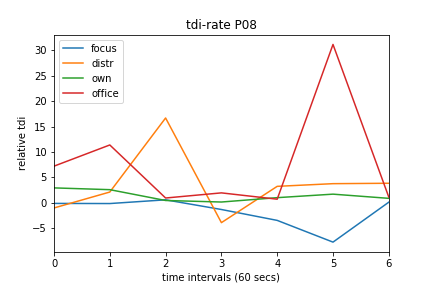 tdi-rate P08
focus
distr
own
office
relative tdi
30
25
20
15
10
5
0
−5
0 1 2 3 4 5 6
time intervals (60 secs)